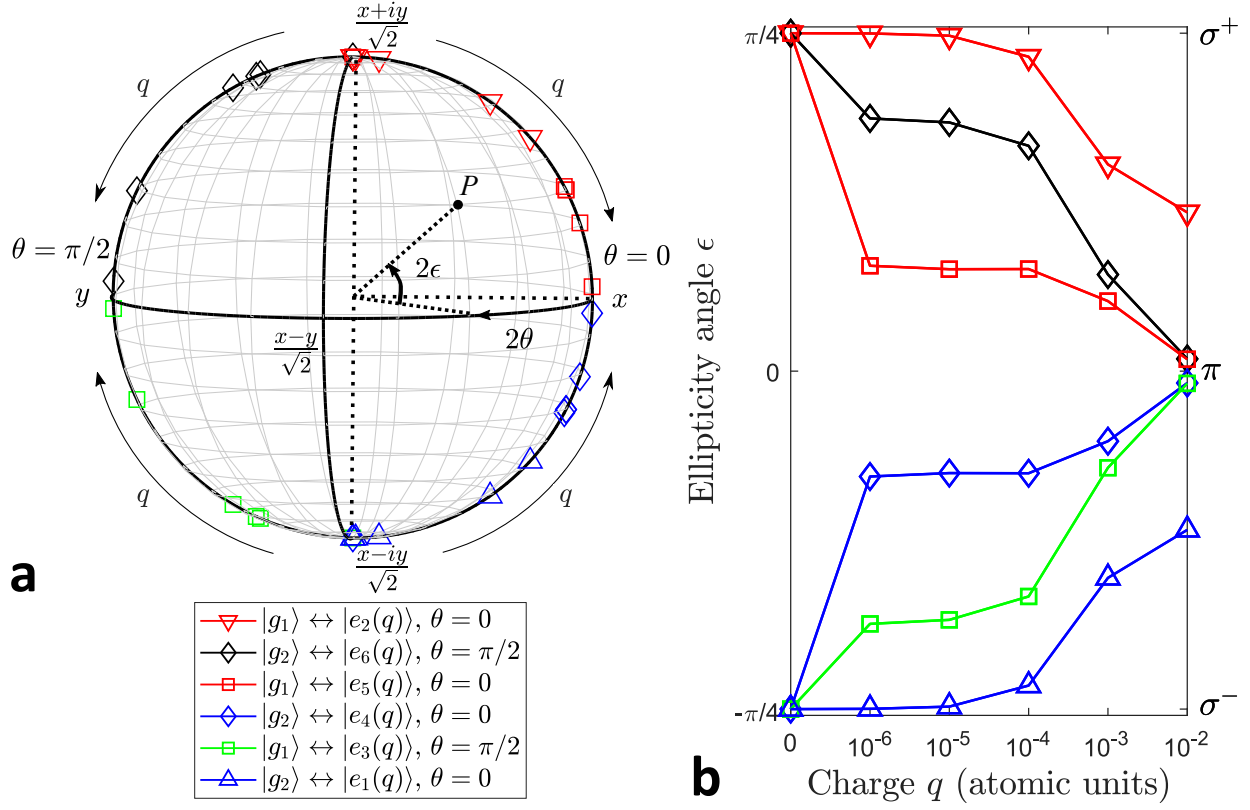 x+iy
√2
q
q
P
θ = π/2
2ϵ
θ = 0
y
x
x−y
√2
2θ
q
q
x−iy
√2
a
|g₁⟩ ↔ |e₂(q)⟩, θ = 0
|g₂⟩ ↔ |e₆(q)⟩, θ = π/2
|g₁⟩ ↔ |e₅(q)⟩, θ = 0
|g₂⟩ ↔ |e₄(q)⟩, θ = 0
|g₁⟩ ↔ |e₃(q)⟩, θ = π/2
|g₂⟩ ↔ |e₁(q)⟩, θ = 0
Ellipticity angle ϵ
π/4
σ⁺
0
π
-π/4
σ⁻
0
10⁻⁶
10⁻⁵
10⁻⁴
10⁻³
10⁻²
Charge q (atomic units)
b